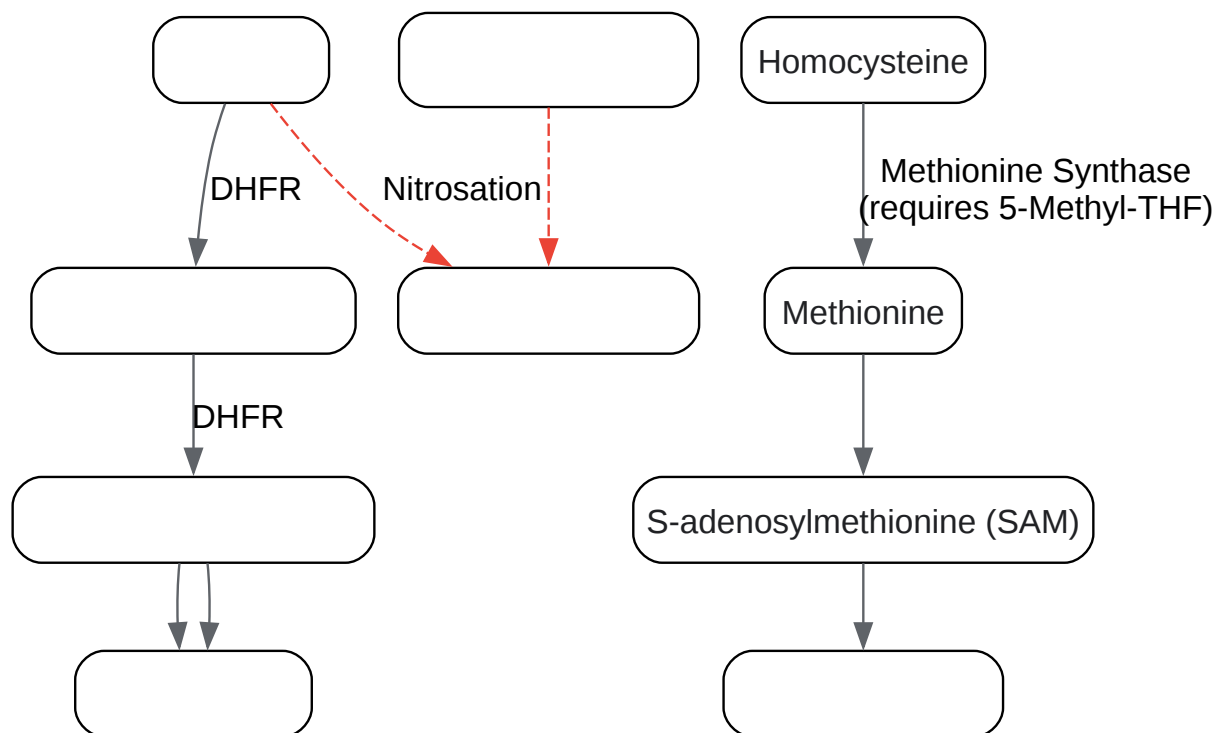 Homocysteine
Methionine Synthase
(requires 5-Methyl-THF)
DHFR
Nitrosation
Methionine
DHFR
S-adenosylmethionine (SAM)